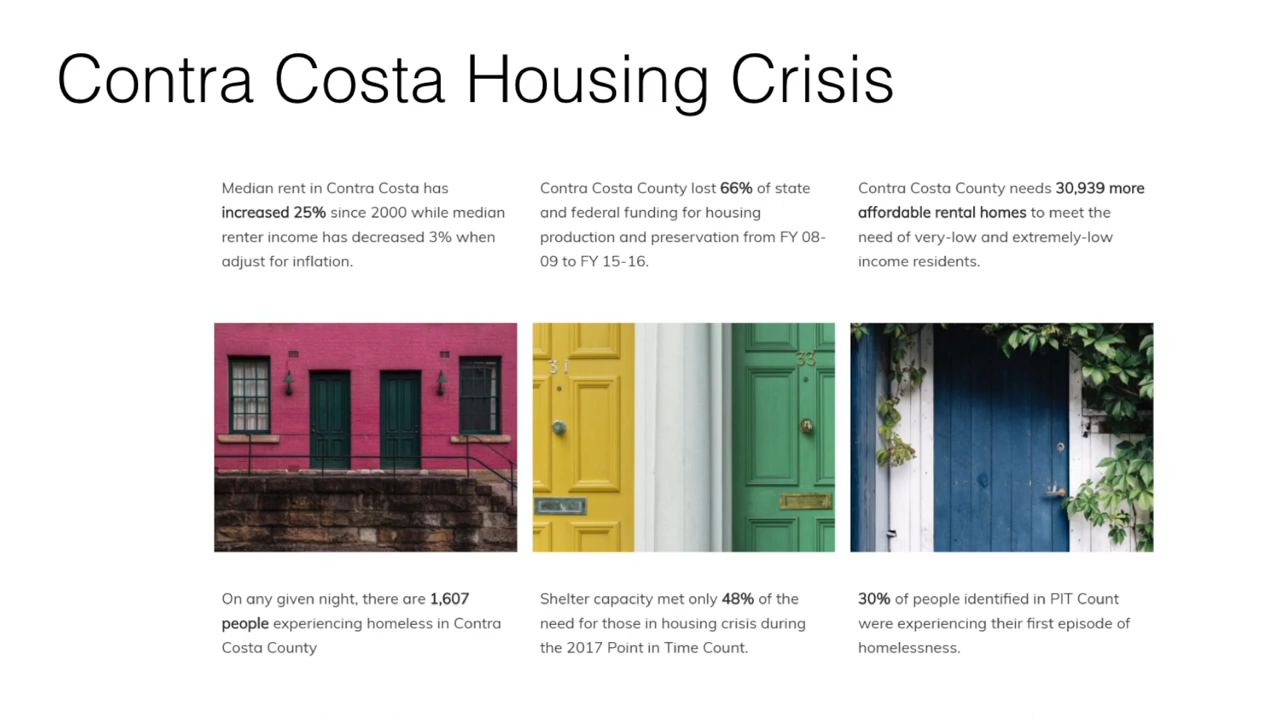 Contra Costa Housing Crisis
Median rent in Contra Costa has
increased 25% since 2000 while median
renter income has decreased 3% when
adjust for inflation.
Contra Costa County lost 66% of state
and federal funding for housing
production and preservation from FY 08-
09 to FY 15-16.
Contra Costa County needs 30,939 more
affordable rental homes to meet the
need of very-low and extremely-low
income residents.
31
33
On any given night, there are 1,607
people experiencing homeless in Contra
Costa County
Shelter capacity met only 48% of the
need for those in housing crisis during
the 2017 Point in Time Count.
30% of people identified in PIT Count
were experiencing their first episode of
homelessness.